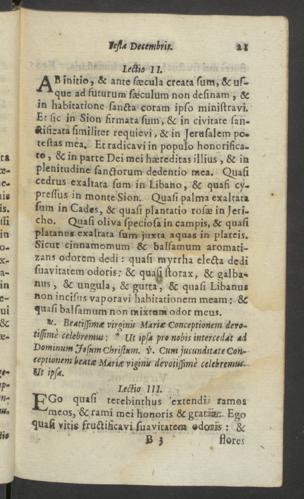 Festa Decembris. 21
Lectio II.
AB initio, & ante sæcula creata sum, & us-
que ad futurum sæculum non desinam, &
in habitatione sancta coram ipso ministravi.
Et sic in Sion firmata sum, & in civitate san-
ctificata similiter requievi, & in Jerusalem po-
testas mea. Et radicavi in populo honorifica-
to, & in parte Dei mei hæreditas illius, & in
plenitudine sanctorum dedentio mea. Quasi
cedrus exaltata sum in Libano, & quasi cy-
pressus in monte Sion. Quasi palma exaltata
sum in Cades, & quasi plantatio rosæ in Jeri-
cho. Quasi oliva speciosa in campis, & quasi
platanus exaltata sum juxta aquas in plateis.
Sicut cinnamomum & balsamum aromati-
zans odorem dedi: quasi myrrha electa dedi
suavitatem odoris: & quasi storax, & galba-
nus, & ungula, & gutta, & quasi Libanus
non incisus vaporavi habitationem meam: &
quasi balsamum non mixtum odor meus.
℟. Beatissimæ virginis Mariæ Conceptionem devo-
tissimè celebremus: * Ut ipsa pro nobis intercedat ad
Dominum Jesum Christum. ℣. Cum jucunditate Con-
ceptionem beatæ Mariæ viginis devotissimè celebremus.
Ut ipsa.
Lectio III.
EGo quasi terebinthus extendi ramos
meos, & rami mei honoris & gratiæ. Ego
quasi vitis fructificavi suavitatem odoris: &
B 3 flores